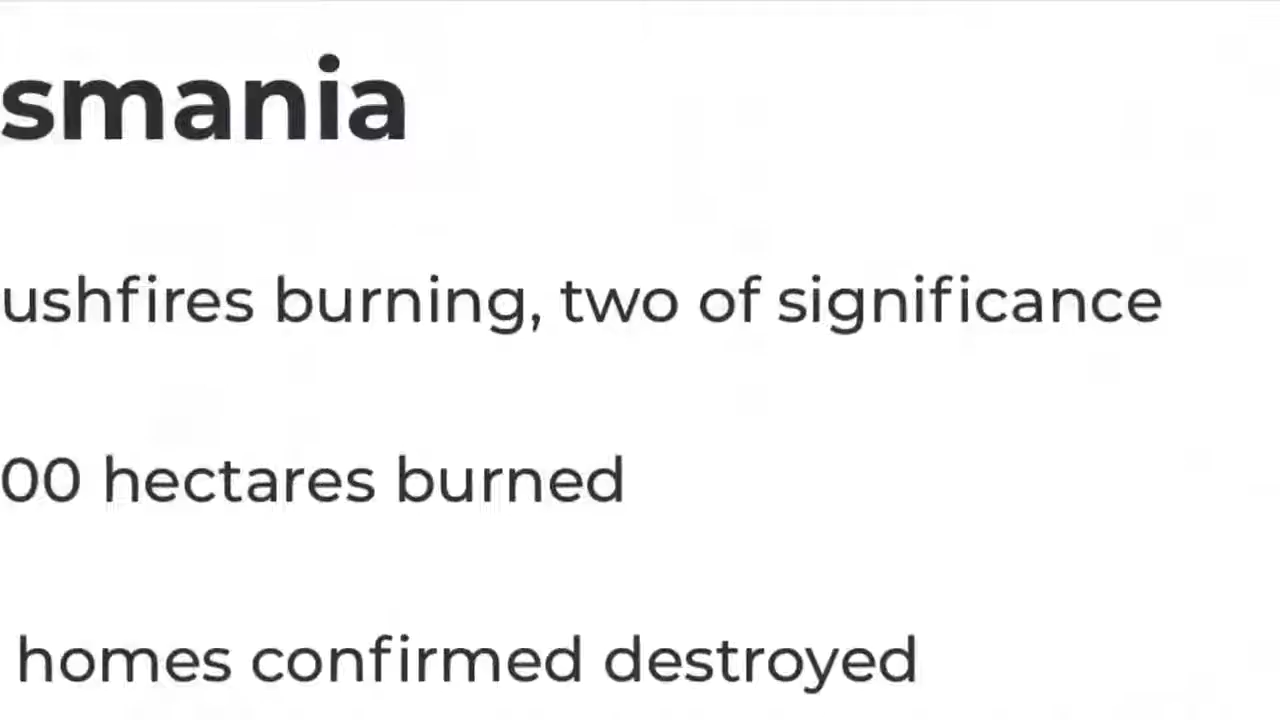 smania
ushfires burning, two of significance
00 hectares burned
homes confirmed destroyed